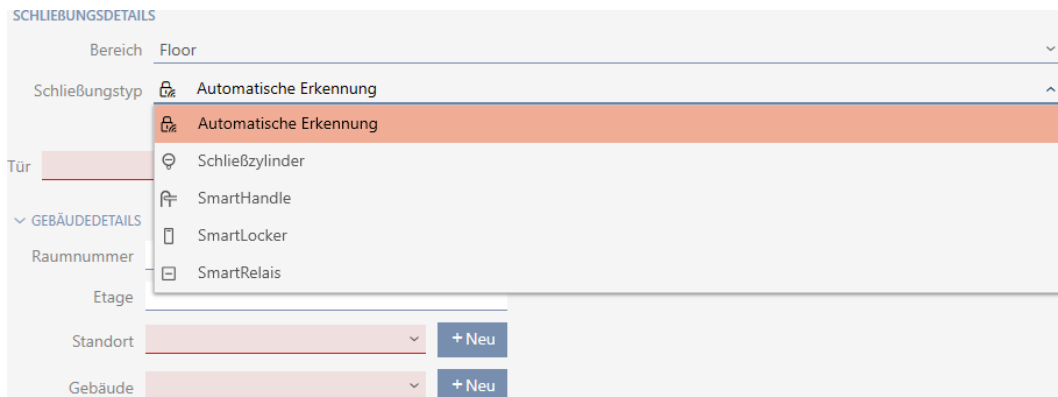 SCHLIEßUNGSDETAILS
Bereich Floor
Schließungstyp Automatische Erkennung
Automatische Erkennung
Schließzylinder
Tür
SmartHandle
GEBÄUDEDETAILS
SmartLocker
Raumnummer
SmartRelais
Etage
Standort + Neu
Gebäude + Neu